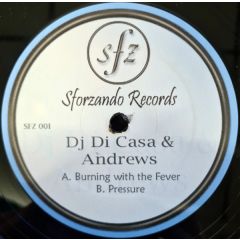 sfz
Sforzando Records
SFZ 001
Dj Di Casa &
Andrews
A. Burning with the Fever
B. Pressure